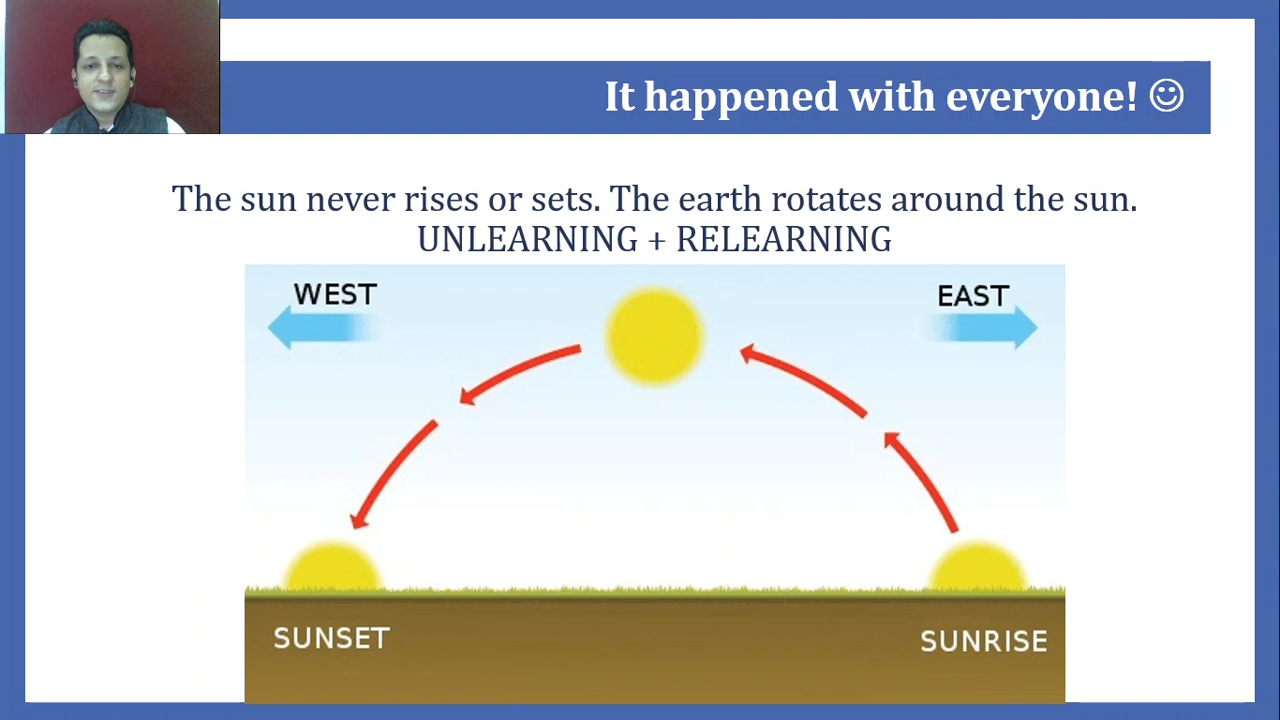 It happened with everyone! ☺
The sun never rises or sets. The earth rotates around the sun.
UNLEARNING + RELEARNING
WEST
EAST
SUNSET
SUNRISE